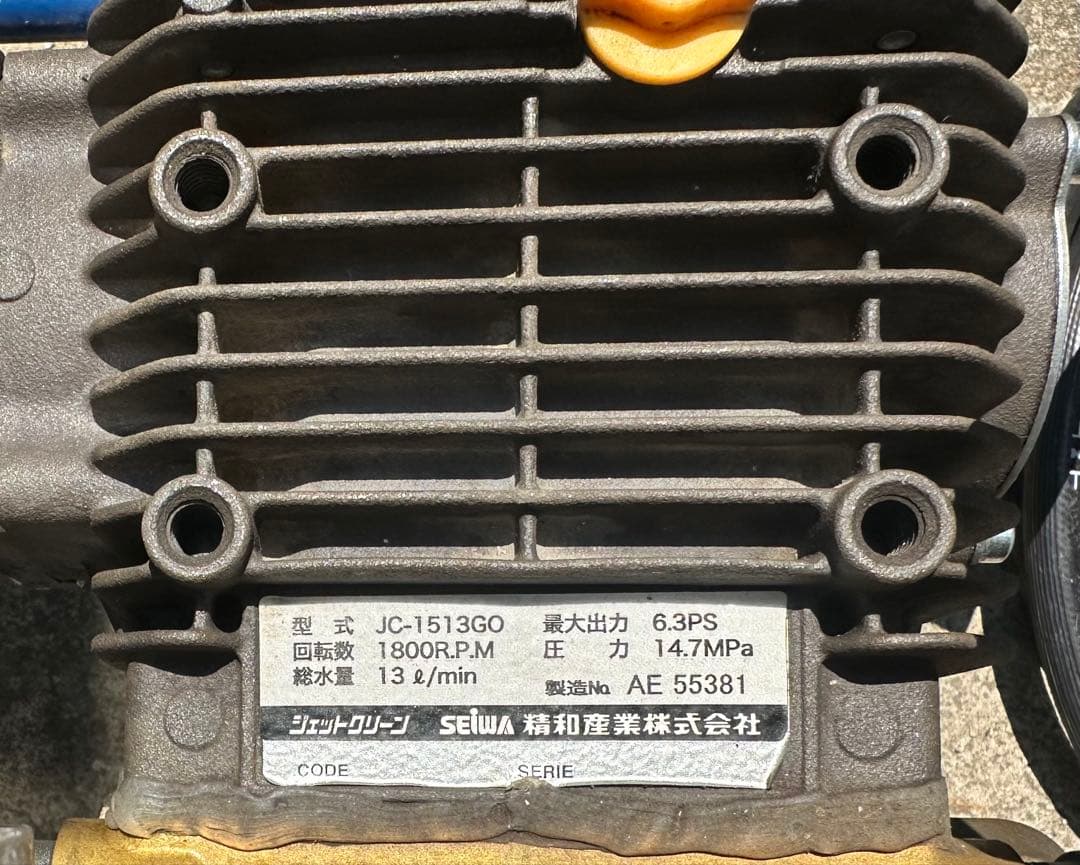 型式 JC-1513GO 最大出力 6.3PS
回転数 1800R.P.M 圧力 14.7MPa
総水量 13 ℓ/min 製造No. AE 55381
ジェットクリーン SEIWA 精和産業株式会社
CODE SERIE